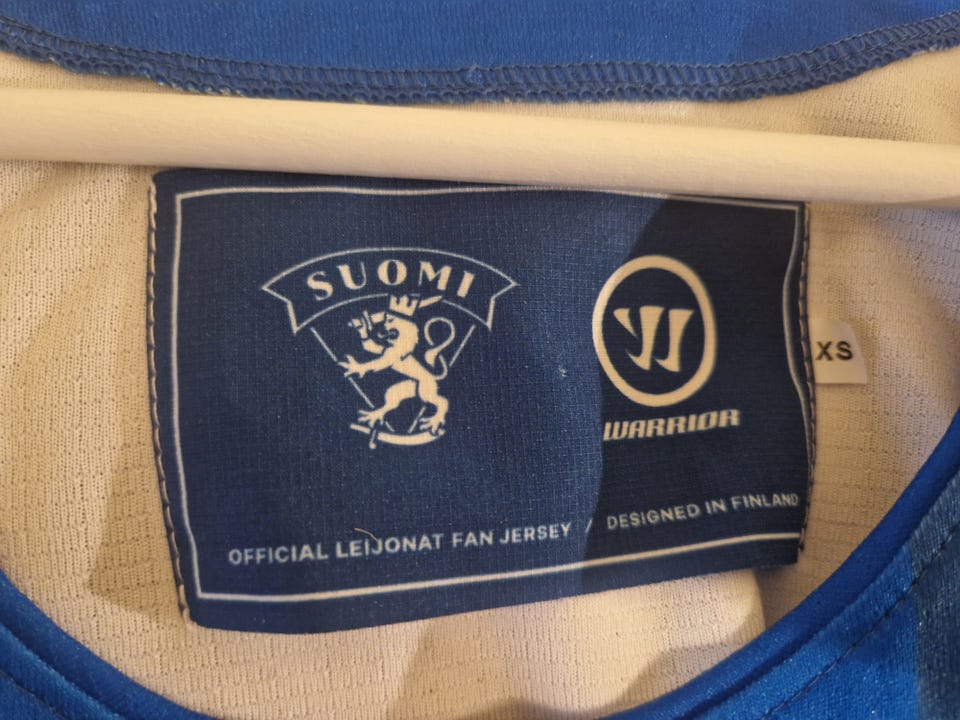 SUOMI
WARRIOR
XS
OFFICIAL LEIJONAT FAN JERSEY / DESIGNED IN FINLAND